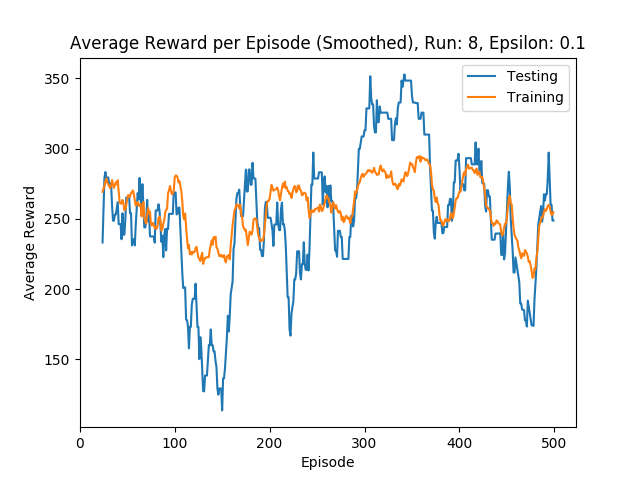 Average Reward per Episode (Smoothed), Run: 8, Epsilon: 0.1
Testing
Training
Average Reward
350
300
250
200
150
0 100 200 300 400 500
Episode